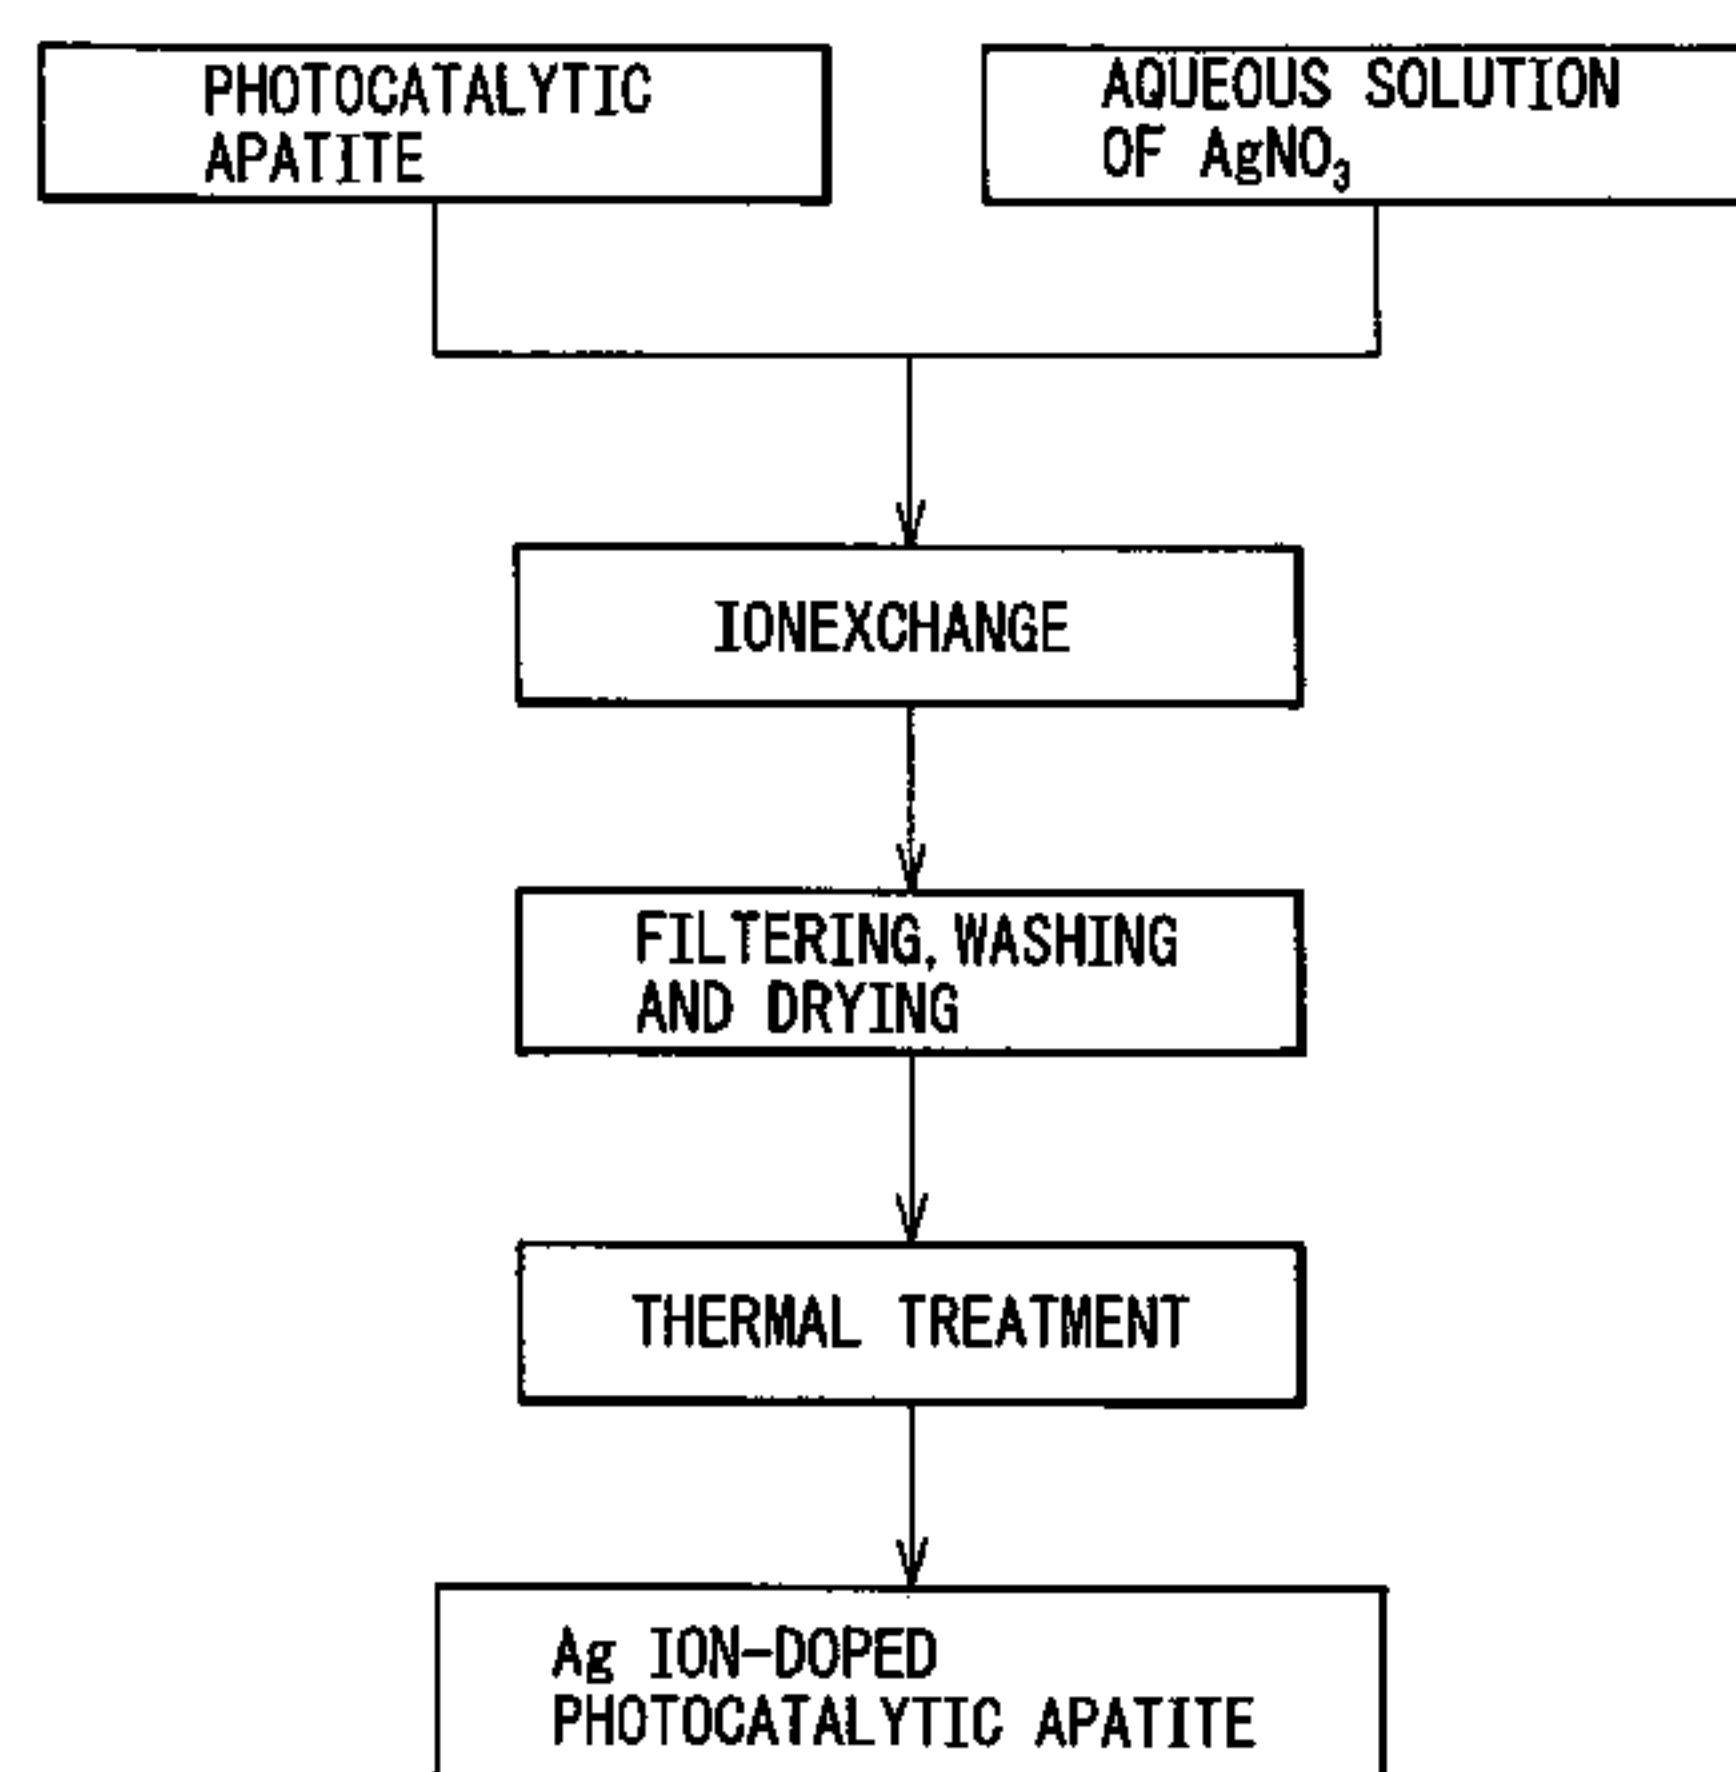 PHOTOCATALYTIC
APATITE
AQUEOUS SOLUTION
OF AgNO₃
IONEXCHANGE
FILTERING, WASHING
AND DRYING
THERMAL TREATMENT
Ag ION-DOPED
PHOTOCATALYTIC APATITE